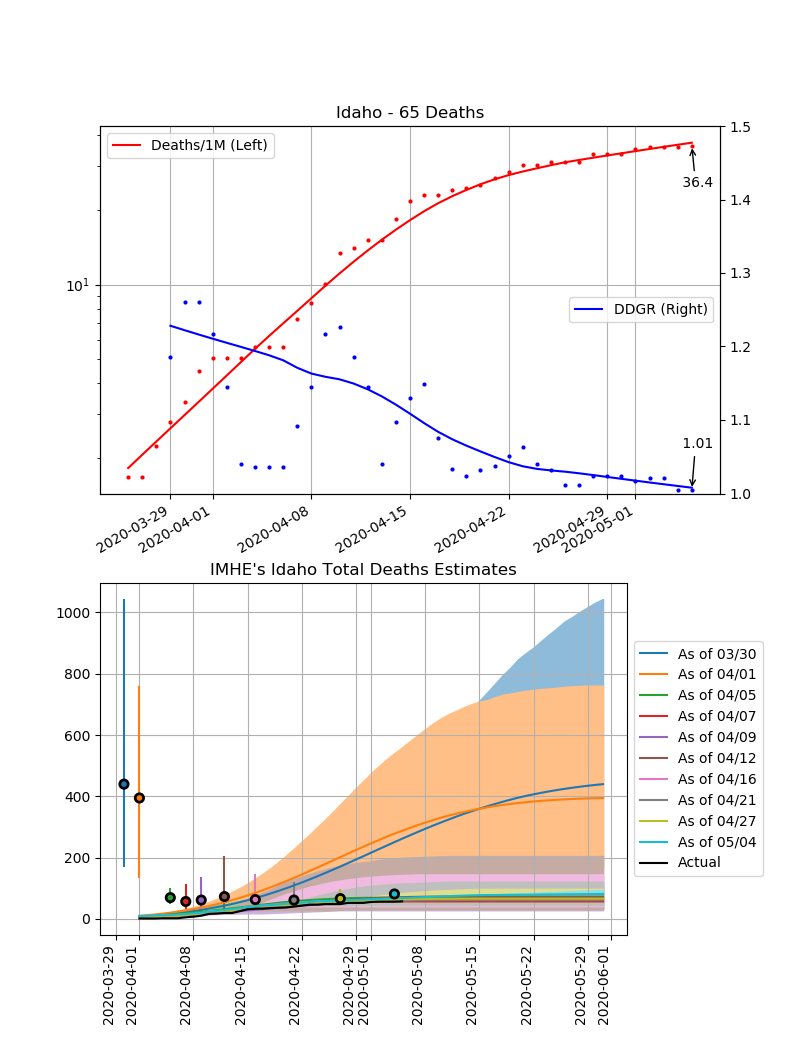 Idaho - 65 Deaths
Deaths/1M (Left)
1.5
1.4
1.3
1.2
1.1
1.0
10¹
36.4
DDGR (Right)
1.01
2020-03-29
2020-04-01
2020-04-08
2020-04-15
2020-04-22
2020-04-29
2020-05-01
IMHE's Idaho Total Deaths Estimates
1000
800
600
400
200
0
As of 03/30
As of 04/01
As of 04/05
As of 04/07
As of 04/09
As of 04/12
As of 04/16
As of 04/21
As of 04/27
As of 05/04
Actual
2020-03-29
2020-04-01
2020-04-08
2020-04-15
2020-04-22
2020-04-29
2020-05-01
2020-05-08
2020-05-15
2020-05-22
2020-05-29
2020-06-01